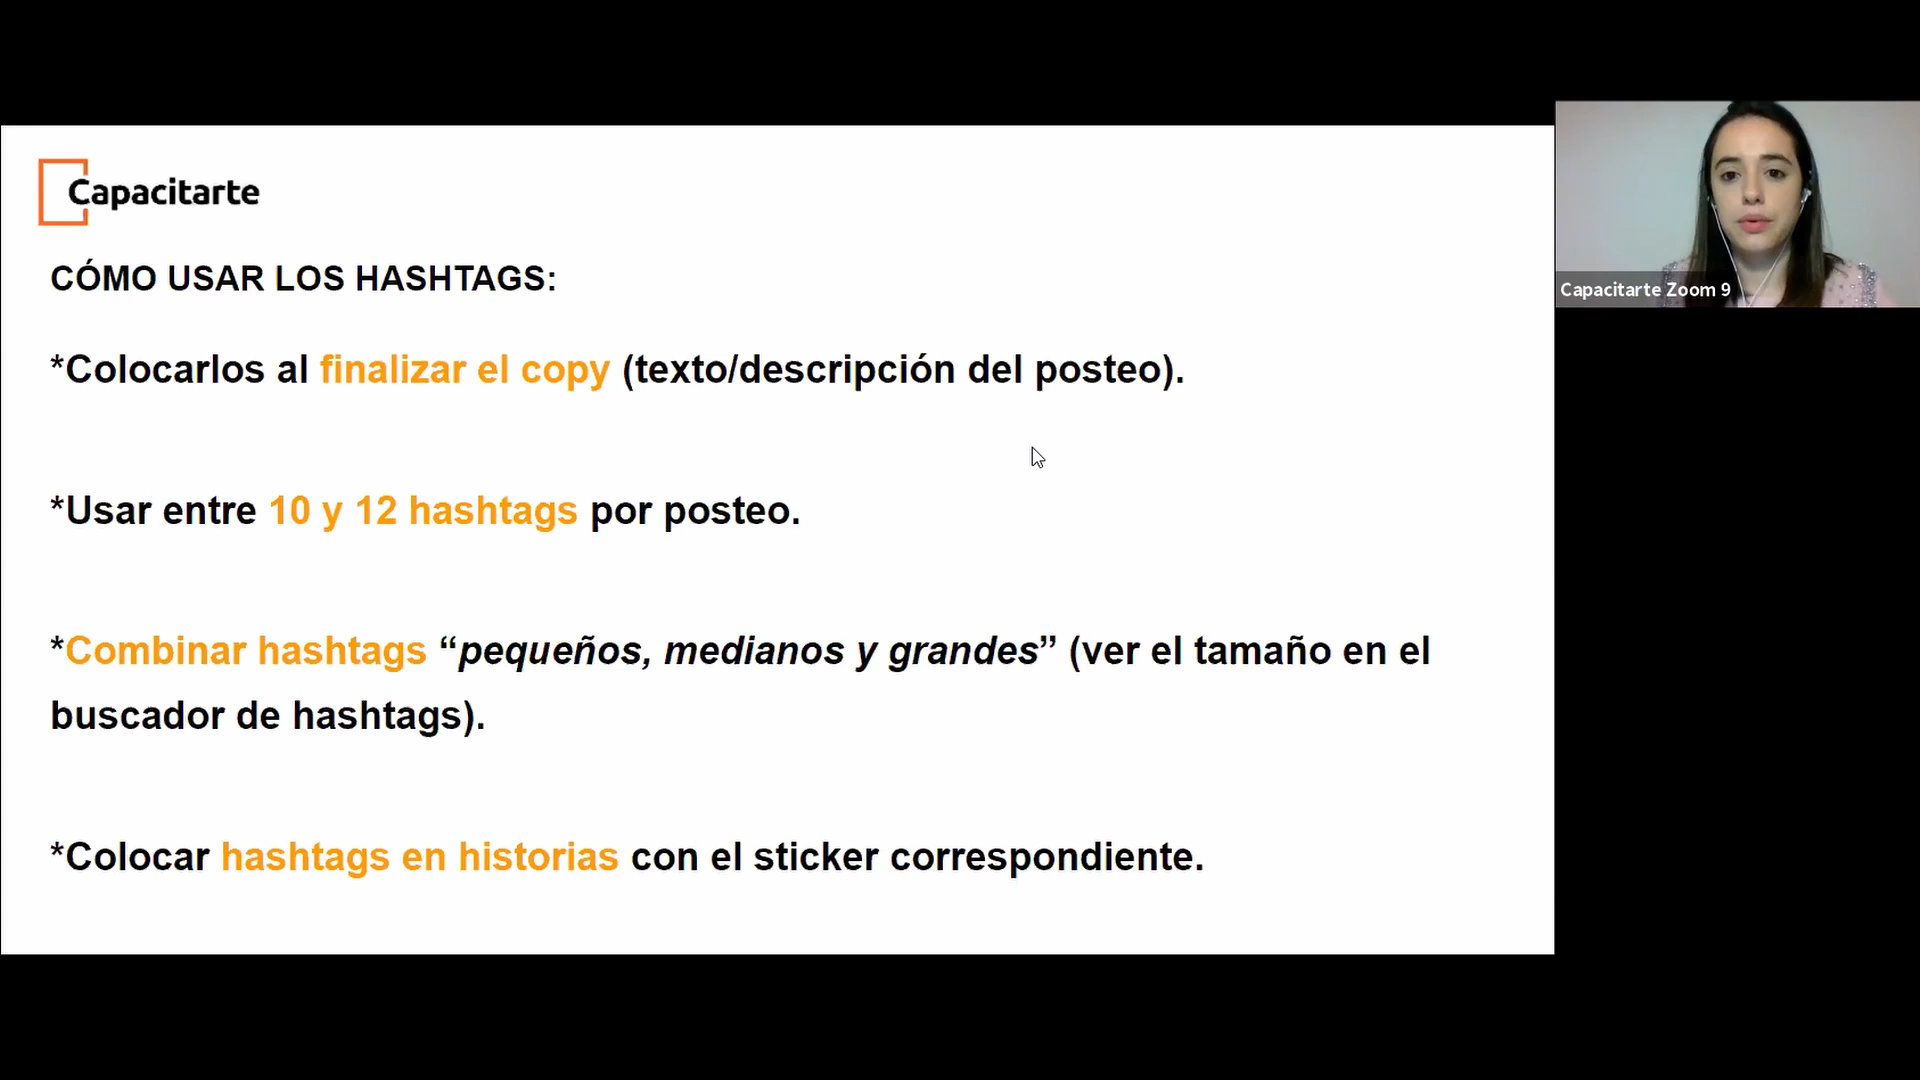 Capacitarte
CÓMO USAR LOS HASHTAGS:
*Colocarlos al finalizar el copy (texto/descripción del posteo).
*Usar entre 10 y 12 hashtags por posteo.
*Combinar hashtags “pequeños, medianos y grandes” (ver el tamaño en el
buscador de hashtags).
*Colocar hashtags en historias con el sticker correspondiente.
Capacitarte Zoom 9